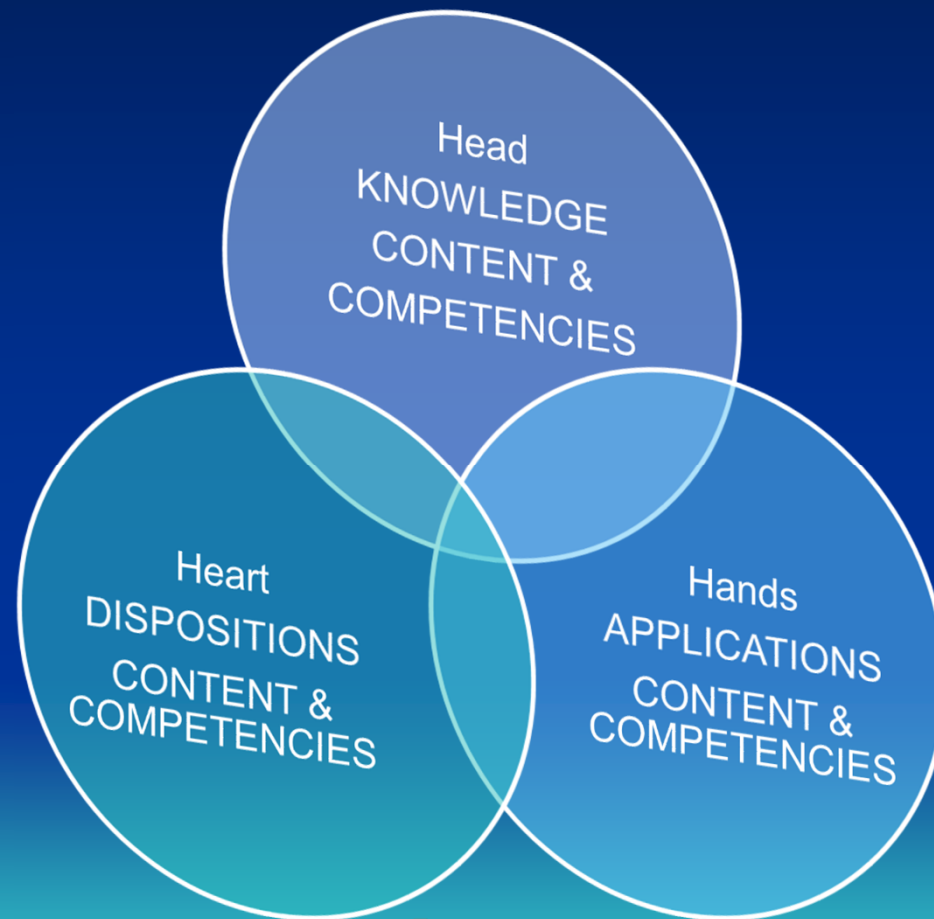 Head
KNOWLEDGE
CONTENT &
COMPETENCIES
Heart
DISPOSITIONS
CONTENT &
COMPETENCIES
Hands
APPLICATIONS
CONTENT &
COMPETENCIES